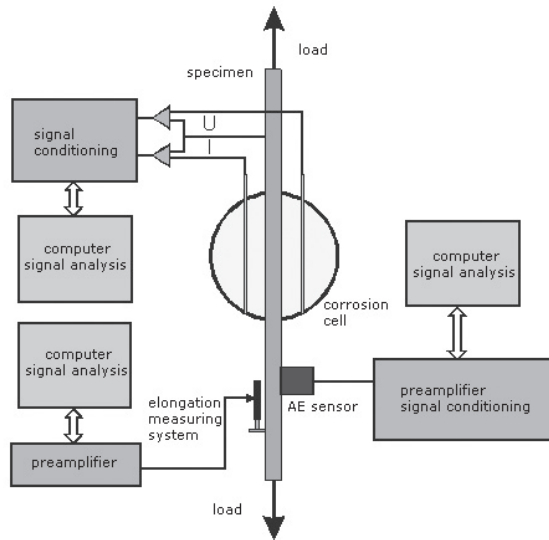 load
specimen
U
I
signal
conditioning
computer
signal analysis
computer
signal analysis
corrosion
cell
computer
signal analysis
elongation
measuring
system
AE sensor
preamplifier
signal conditioning
preamplifier
load